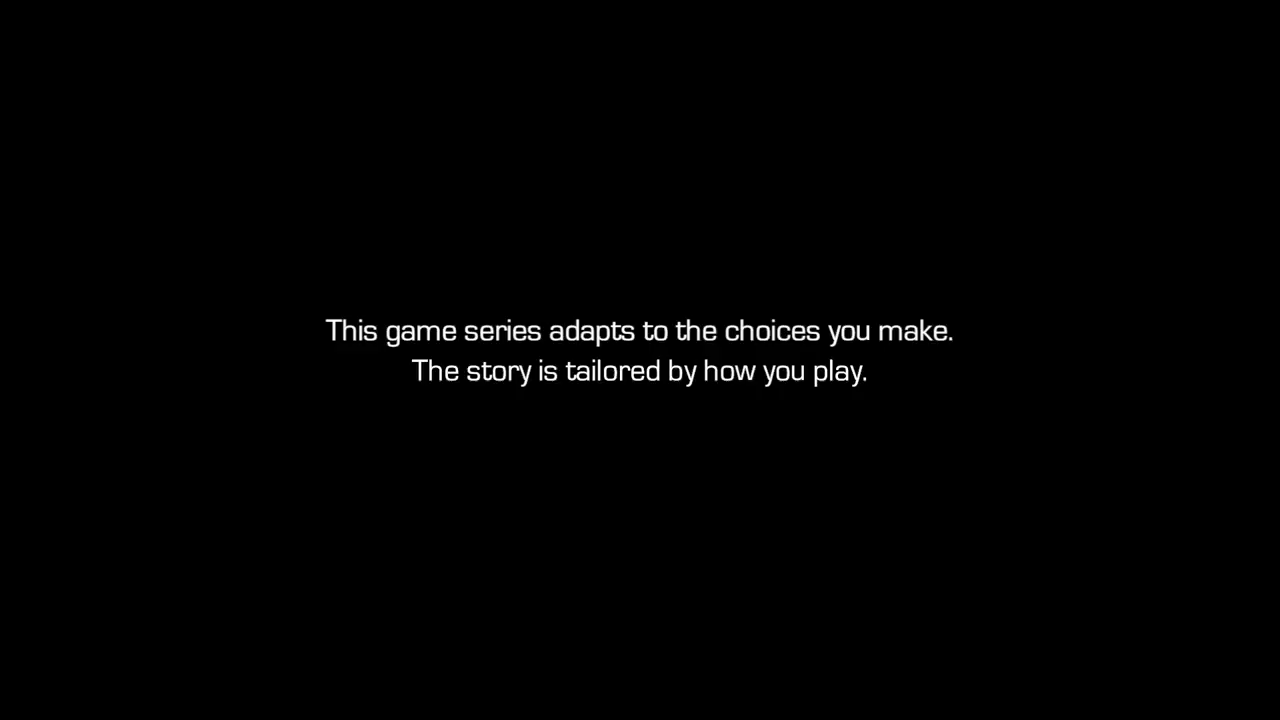 This game series adapts to the choices you make.
The story is tailored by how you play.